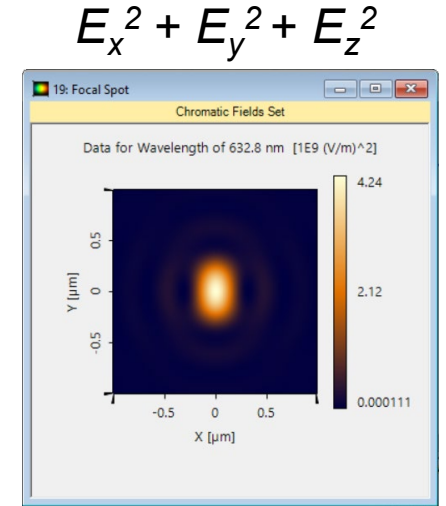 Ex² + Ey² + Ez²
19: Focal Spot
Chromatic Fields Set
Data for Wavelength of 632.8 nm [1E9 (V/m)^2]
4.24
2.12
0.000111
Y [µm]
0.5
0
-0.5
-0.5 0 0.5
X [µm]